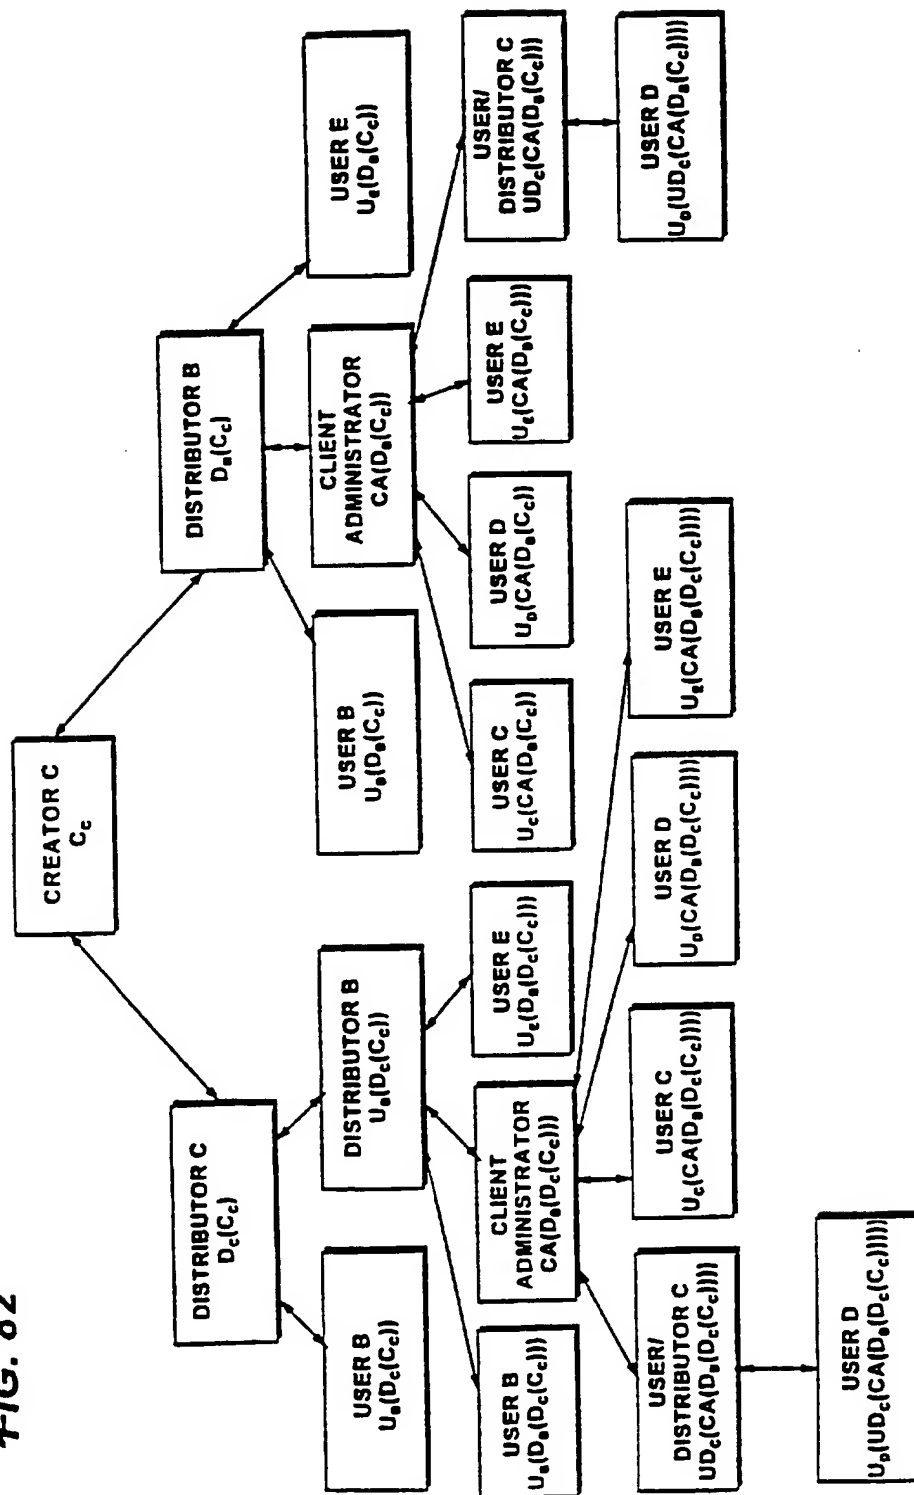 FIG. 82
CREATOR C
C_C
DISTRIBUTOR C
D_C(C_C)
DISTRIBUTOR B
D_B(C_C)
USER B
U_B(D_C(C_C))
DISTRIBUTOR B
U_B(D_C(C_C))
USER B
U_B(D_B(C_C))
CLIENT
ADMINISTRATOR
CA(D_B(C_C))
USER E
U_E(D_B(C_C))
USER B
U_B(D_B(D_C(C_C)))
CLIENT
ADMINISTRATOR
CA(D_B(D_C(C_C)))
USER E
U_E(D_B(D_C(C_C)))
USER C
U_C(CA(D_B(C_C))
USER D
U_D(CA(D_B(C_C))
USER E
U_E(CA(D_B(C_C)))
USER/
DISTRIBUTOR C
UD_C(CA(D_B(C_C)))
USER/
DISTRIBUTOR C
UD_C(CA(D_B(D_C(C_C))))
USER C
U_C(CA(D_B(D_C(C_C))))
USER D
U_D(CA(D_B(D_C(C_C))))
USER E
U_E(CA(D_B(D_C(C_C))))
USER D
U_D(UD_C(CA(D_B(C_C))))
USER D
U_D(UD_C(CA(D_B(D_C(C_C)))))